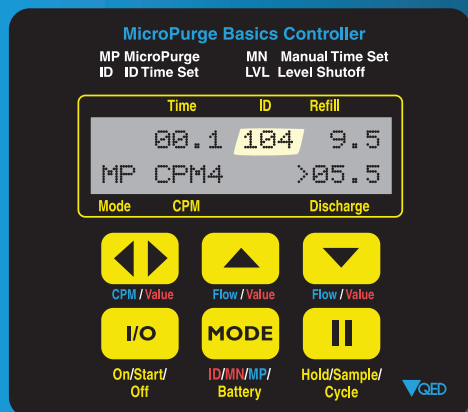 MicroPurge Basics Controller
MP MicroPurge MN Manual Time Set
ID ID Time Set LVL Level Shutoff
Time ID Refill
00.1 104 9.5
MP CPM4 >05.5
Mode CPM Discharge
CPM / Value Flow / Value Flow / Value
I/O MODE
On/Start/ ID/MN/MP/ Hold/Sample/
Off Battery Cycle
QED